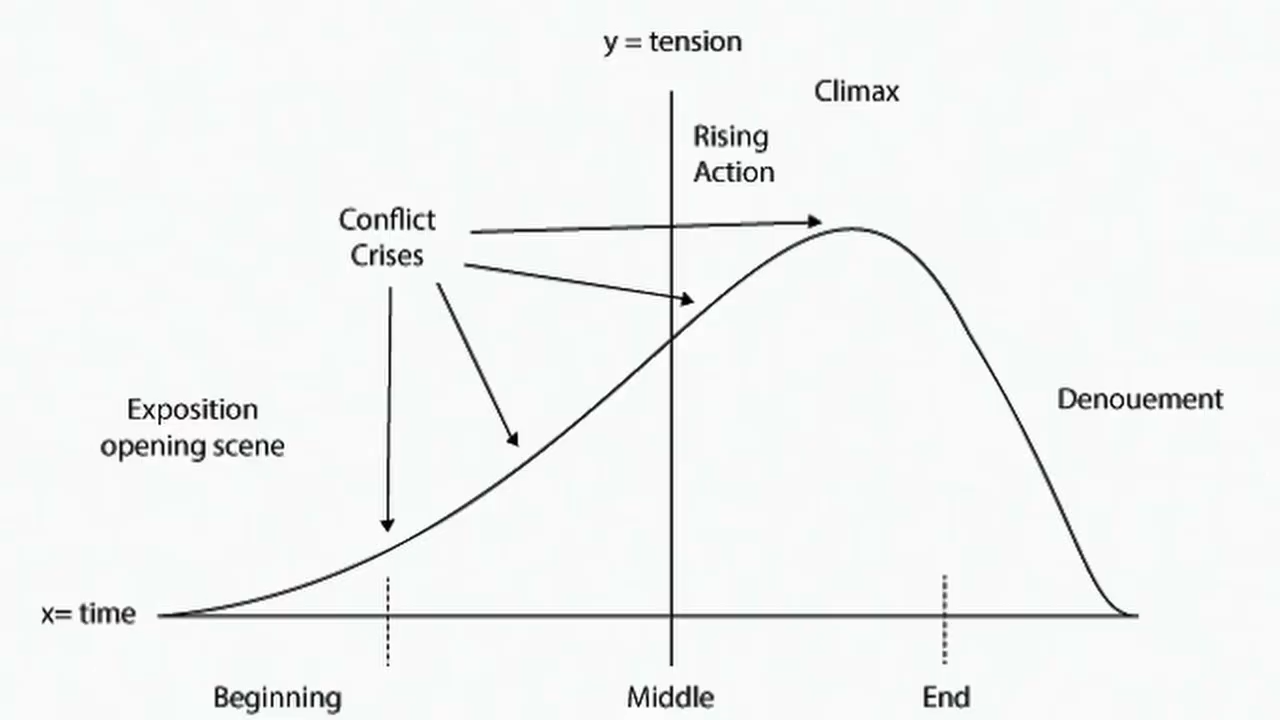 y = tension
Climax
Rising
Action
Conflict
Crises
Exposition
opening scene
Denouement
x= time
Beginning
Middle
End